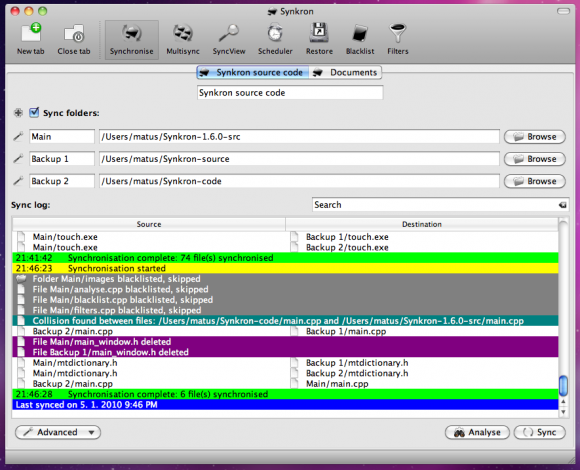 Synkron
New tab
Close tab
Synchronise
Multisync
SyncView
Scheduler
Restore
Blacklist
Filters
Synkron source code
Documents
Synkron source code
Sync folders:
Main /Users/matus/Synkron-1.6.0-src Browse
Backup 1 /Users/matus/Synkron-source Browse
Backup 2 /Users/matus/Synkron-code Browse
Sync log: Search
Source Destination
Main/touch.exe Backup 1/touch.exe
Main/touch.exe Backup 2/touch.exe
21:41:42 Synchronisation complete: 74 file(s) synchronised
21:46:23 Synchronisation started
Folder Main/images blacklisted, skipped
File Main/analyse.cpp blacklisted, skipped
File Main/blacklist.cpp blacklisted, skipped
File Main/filters.cpp blacklisted, skipped
Collision found between files: /Users/matus/Synkron-code/main.cpp and /Users/matus/Synkron-1.6.0-src/main.cpp
Backup 2/main.cpp Backup 1/main.cpp
File Main/main_window.h deleted
File Backup 1/main_window.h deleted
Main/mtdictionary.h Backup 1/mtdictionary.h
Main/mtdictionary.h Backup 2/mtdictionary.h
Backup 2/main.cpp Main/main.cpp
21:46:28 Synchronisation complete: 6 file(s) synchronised
Last synced on 5. 1. 2010 9:46 PM
Advanced Analyse Sync